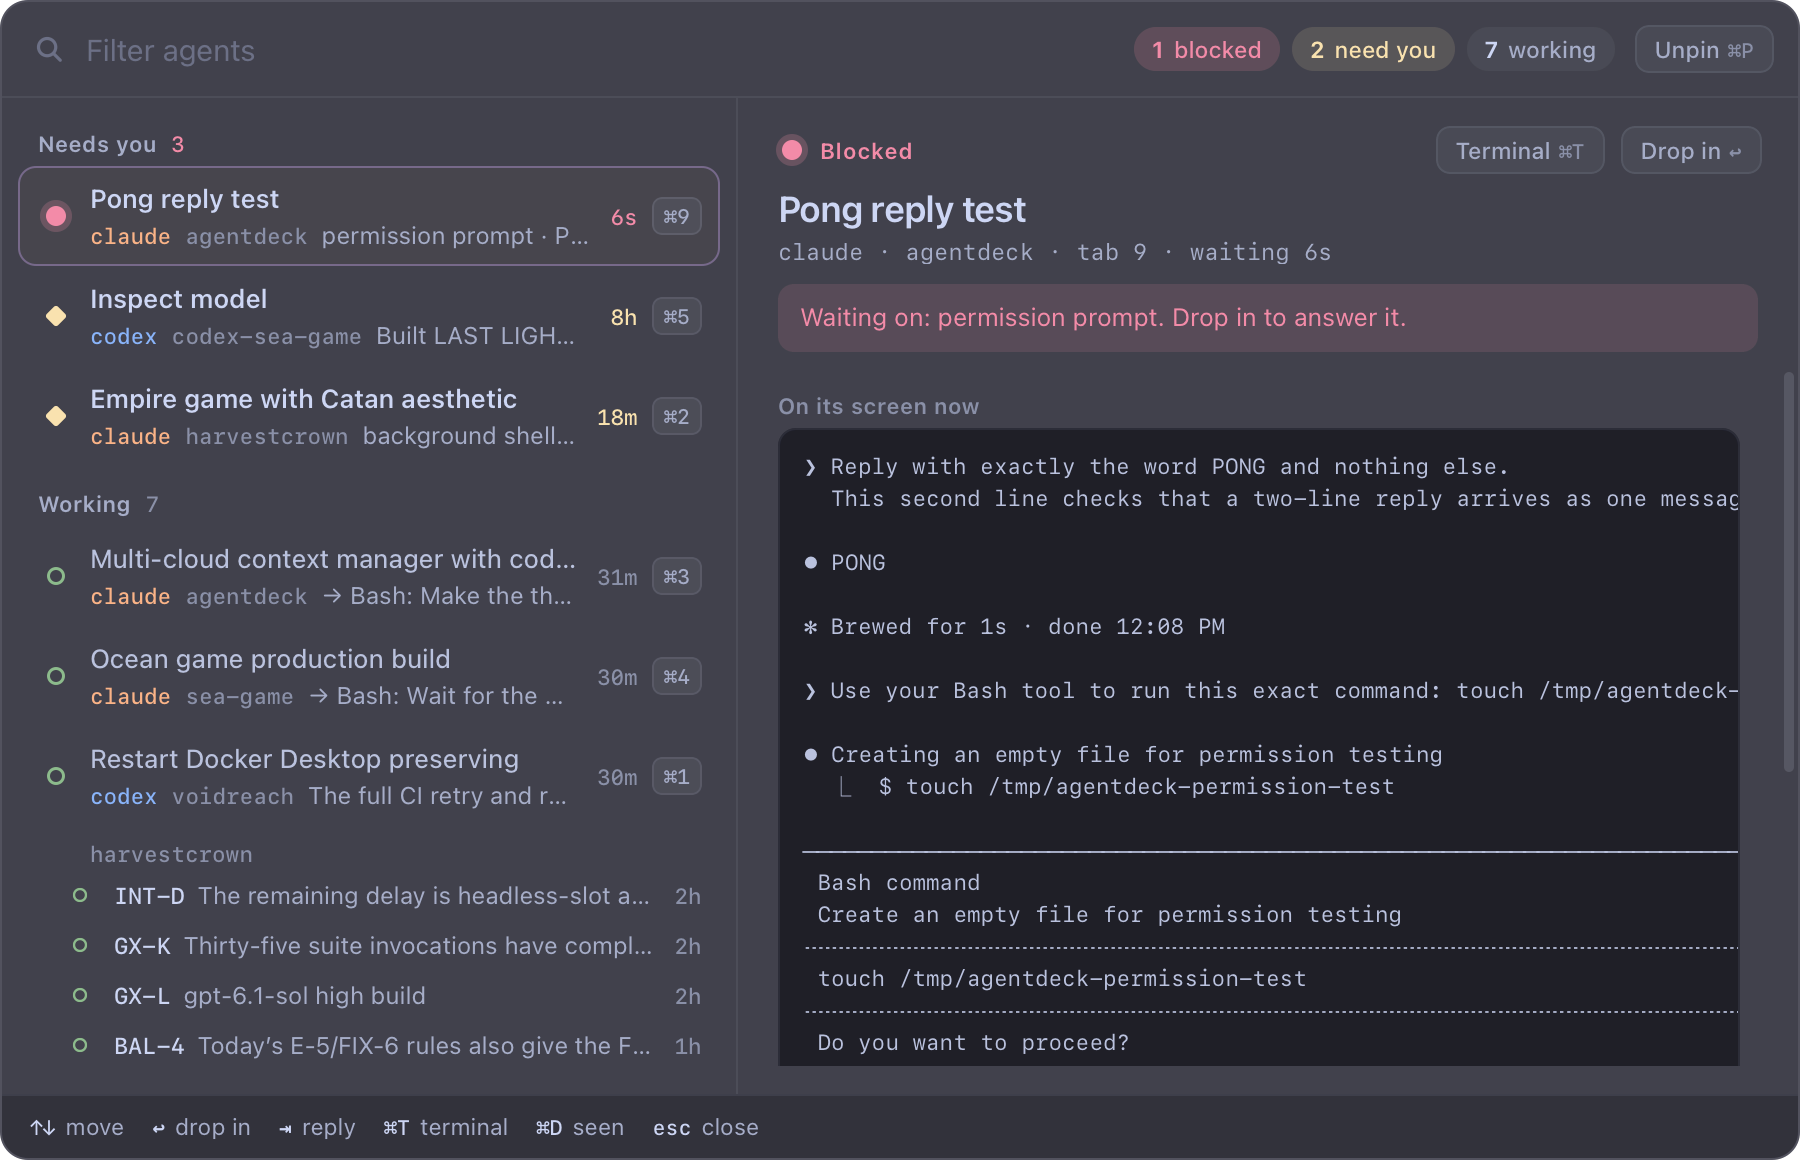 Filter agents
1 blocked
2 need you
7 working
Unpin ⌘P
Needs you 3
Pong reply test
6s ⌘9
claude agentdeck permission prompt · P...
Inspect model
8h ⌘5
codex codex-sea-game Built LAST LIGH...
Empire game with Catan aesthetic
18m ⌘2
claude harvestcrown background shell...
Working 7
Multi-cloud context manager with cod...
31m ⌘3
claude agentdeck → Bash: Make the th...
Ocean game production build
30m ⌘4
claude sea-game → Bash: Wait for the ...
Restart Docker Desktop preserving
30m ⌘1
codex voidreach The full CI retry and r...
harvestcrown
INT-D The remaining delay is headless-slot a... 2h
GX-K Thirty-five suite invocations have compl... 2h
GX-L gpt-6.1-sol high build 2h
BAL-4 Today's E-5/FIX-6 rules also give the F... 1h
Blocked
Terminal ⌘T
Drop in ↩
Pong reply test
claude · agentdeck · tab 9 · waiting 6s
Waiting on: permission prompt. Drop in to answer it.
On its screen now
❯ Reply with exactly the word PONG and nothing else.
This second line checks that a two-line reply arrives as one messag
● PONG
✻ Brewed for 1s · done 12:08 PM
❯ Use your Bash tool to run this exact command: touch /tmp/agentdeck-
● Creating an empty file for permission testing
⎿ $ touch /tmp/agentdeck-permission-test
Bash command
Create an empty file for permission testing
touch /tmp/agentdeck-permission-test
Do you want to proceed?
↑↓ move ↩ drop in ⇥ reply ⌘T terminal ⌘D seen esc close